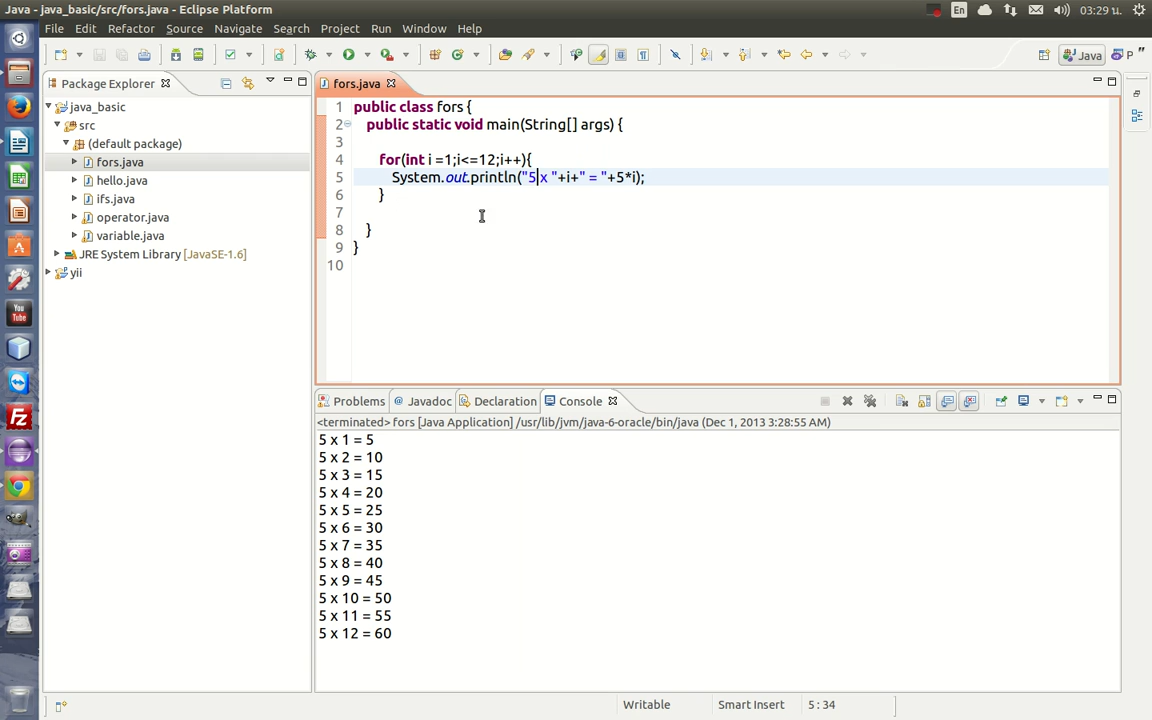 Java - java_basic/src/fors.java - Eclipse Platform
En
03:29 น.
File Edit Refactor Source Navigate Search Project Run Window Help
Java
P
Package Explorer
fors.java
java_basic
src
(default package)
fors.java
hello.java
ifs.java
operator.java
variable.java
JRE System Library [JavaSE-1.6]
yii
You
Tube
1 public class fors {
2 public static void main(String[] args) {
3
4 for(int i =1;i<=12;i++){
5 System.out.println("5 x "+i+" = "+5*i);
6 }
7
8 }
9 }
10
Problems @ Javadoc Declaration Console
<terminated> fors [Java Application] /usr/lib/jvm/java-6-oracle/bin/java (Dec 1, 2013 3:28:55 AM)
5 x 1 = 5
5 x 2 = 10
5 x 3 = 15
5 x 4 = 20
5 x 5 = 25
5 x 6 = 30
5 x 7 = 35
5 x 8 = 40
5 x 9 = 45
5 x 10 = 50
5 x 11 = 55
5 x 12 = 60
Writable Smart Insert 5 : 34